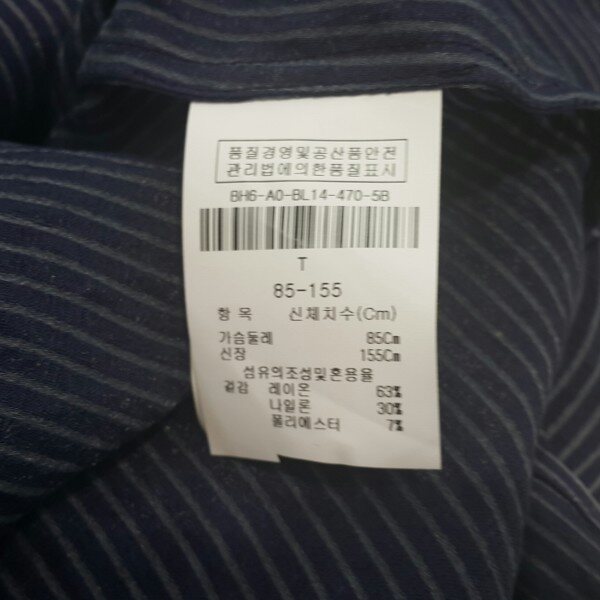 품질경영및공산품안전
관리법에의한품질표시
BH6-A0-BL14-470-5B
T
85-155
항 목 신체치수(Cm)
가슴둘레 85Cm
신장 155Cm
섬유의조성및혼용율
겉감 레이온 63%
나일론 30%
폴리에스터 7%